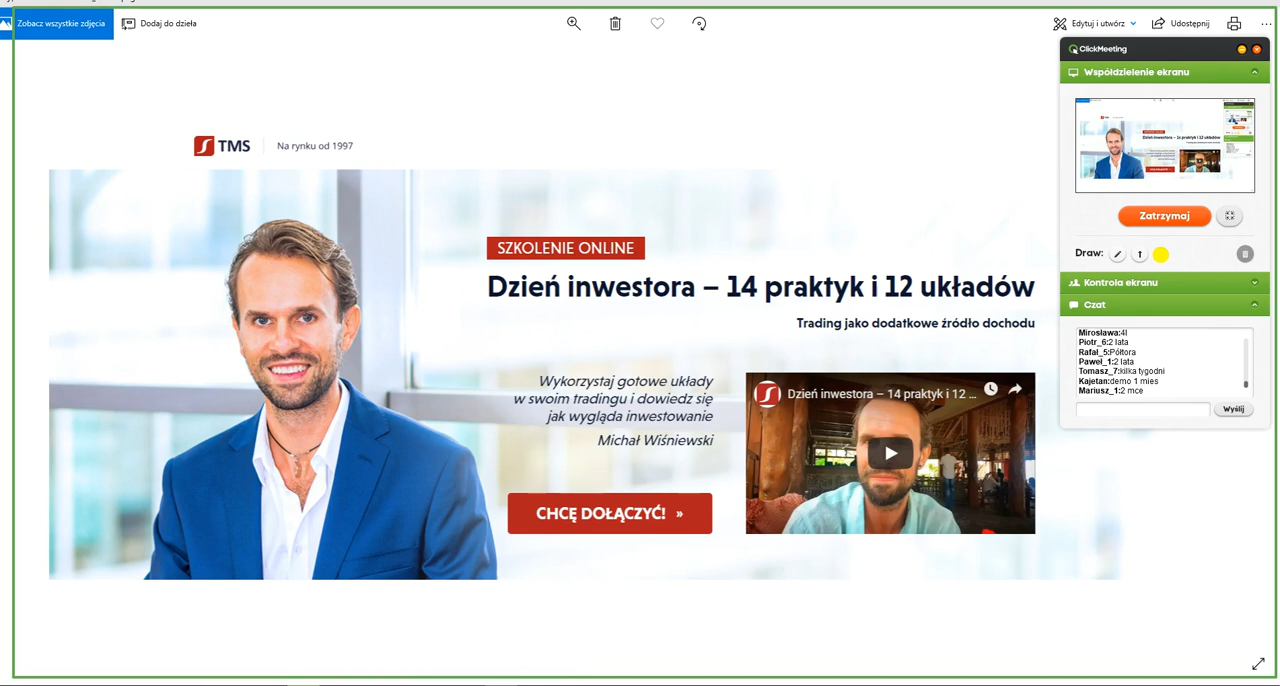 Zobacz wszystkie zdjęcia
Dodaj do dzieła
Edytuj i utwórz
Udostępnij
TMS
Na rynku od 1997
SZKOLENIE ONLINE
Dzień inwestora – 14 praktyk i 12 układów
Trading jako dodatkowe źródło dochodu
Wykorzystaj gotowe układy
w swoim tradingu i dowiedz się
jak wygląda inwestowanie
Michał Wiśniewski
CHCĘ DOŁĄCZYĆ! »
Dzień inwestora – 14 praktyk i 12 ...
ClickMeeting
Współdzielenie ekranu
Zatrzymaj
Draw:
Kontrola ekranu
Czat
Mirosława:4l
Piotr_6:2 lata
Rafał_5:Półtora
Paweł_1:2 lata
Tomasz_7:kilka tygodni
Kajetan:demo 1 mies
Mariusz_1:2 mce
Wyślij